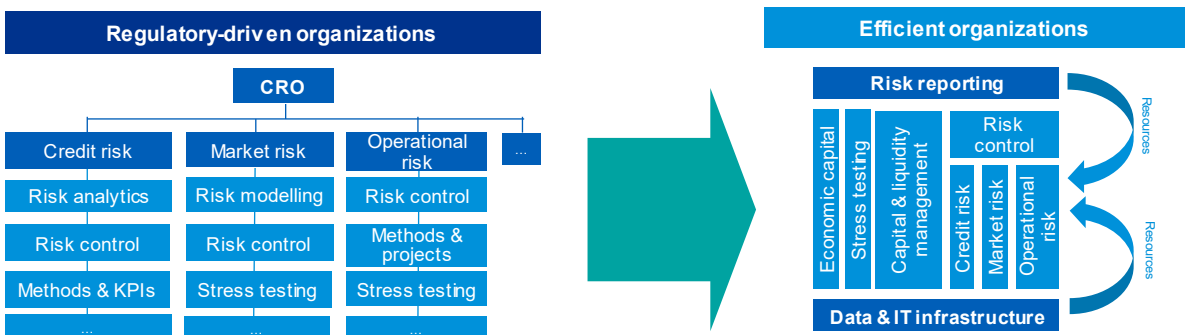 Regulatory-driven organizations
CRO
Credit risk
Market risk
Operational
risk
...
Risk analytics
Risk modelling
Risk control
Risk control
Risk control
Methods &
projects
Methods & KPIs
Stress testing
Stress testing
...
...
...
Efficient organizations
Risk reporting
Economic capital
Stress testing
Capital & liquidity
management
Risk
control
Credit risk
Market risk
Operational
risk
Data & IT infrastructure
Resources
Resources